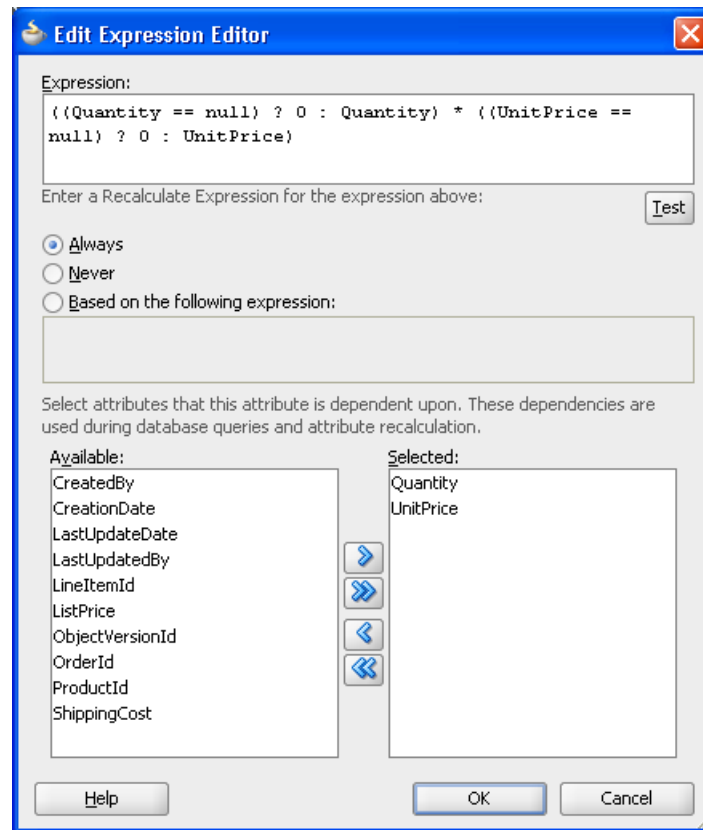 Edit Expression Editor
Expression:
((Quantity == null) ? 0 : Quantity) * ((UnitPrice ==
null) ? 0 : UnitPrice)
Enter a Recalculate Expression for the expression above:
Test
Always
Never
Based on the following expression:
Select attributes that this attribute is dependent upon. These dependencies are
used during database queries and attribute recalculation.
Available:
CreatedBy
CreationDate
LastUpdateDate
LastUpdatedBy
LineItemId
ListPrice
ObjectVersionId
OrderId
ProductId
ShippingCost
Selected:
Quantity
UnitPrice
Help
OK
Cancel